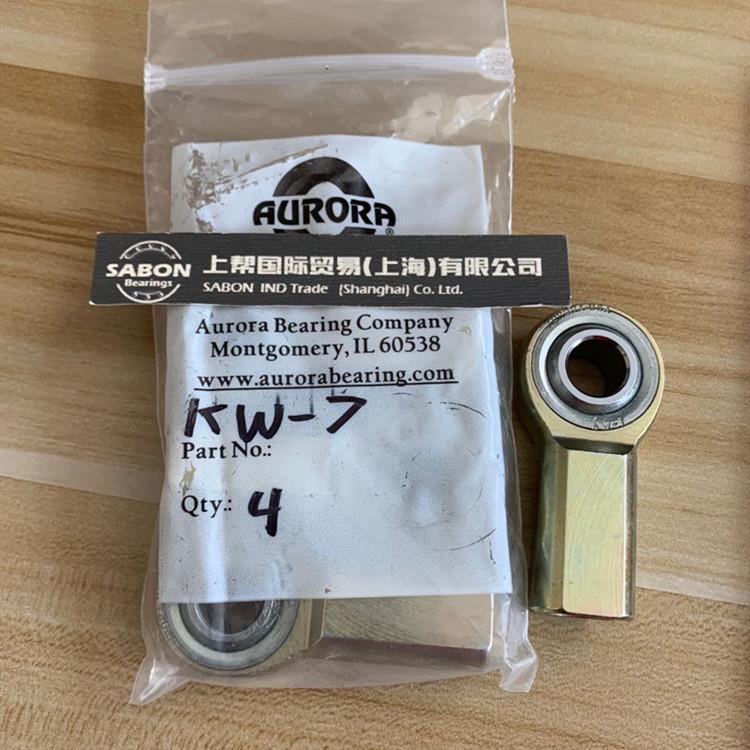 AURORA
®
SABON
Bearings
上帮国际贸易(上海)有限公司
SABON IND Trade (Shanghai) Co. Ltd.
Aurora Bearing Company
Montgomery, IL 60538
www.aurorabearing.com
KW-7
Part No.:
Qty.: 4